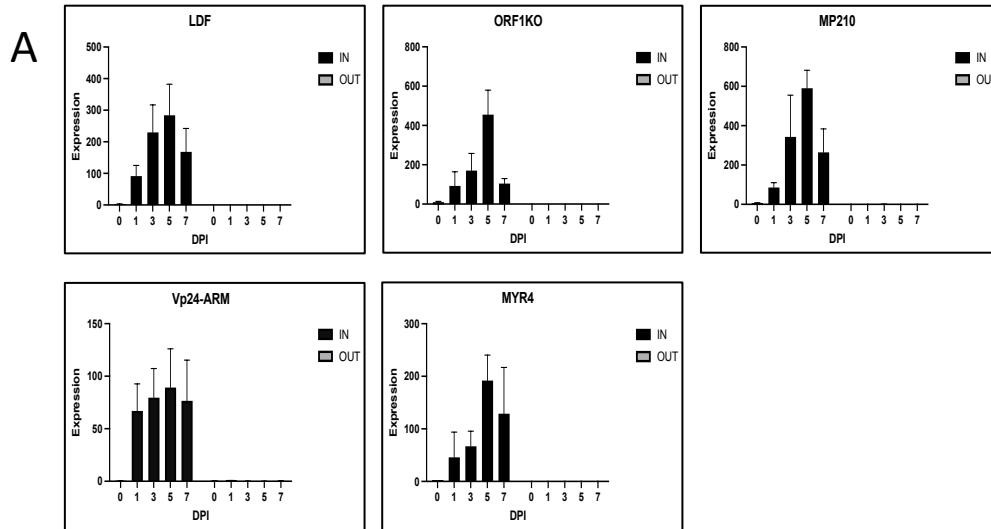 A
LDF
500
400
300
200
100
0
Expression
0 1 3 5 7 0 1 3 5 7
DPI
IN
OUT
ORF1KO
800
600
400
200
0
Expression
0 1 3 5 7 0 1 3 5 7
DPI
IN
OUT
MP210
800
600
400
200
0
Expression
0 1 3 5 7 0 1 3 5 7
DPI
IN
OUT
Vp24-ARM
150
100
50
0
Expression
0 1 3 5 7 0 1 3 5 7
DPI
IN
OUT
MYR4
300
200
100
0
Expression
0 1 3 5 7 0 1 3 5 7
DPI
IN
OUT